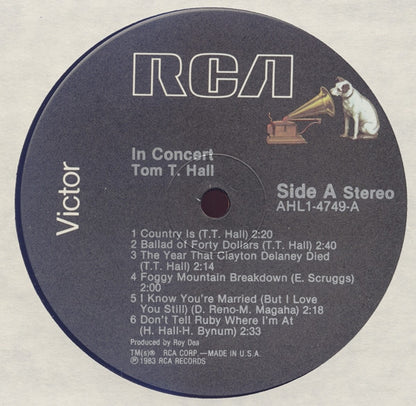 RCA
Victor
In Concert
Tom T. Hall
Side A Stereo
AHL1-4749-A
1 Country Is (T.T. Hall) 2:20
2 Ballad of Forty Dollars (T.T. Hall) 2:40
3 The Year That Clayton Delaney Died
(T.T. Hall) 2:14
4 Foggy Mountain Breakdown (E. Scruggs)
2:00
5 I Know You're Married (But I Love
You Still) (D. Reno-M. Magaha) 2:18
6 Don't Tell Ruby Where I'm At
(H. Hall-H. Bynum) 2:33
Produced by Roy Dea
TM(s)® RCA CORP.—MADE IN U.S.A.
℗1983 RCA RECORDS